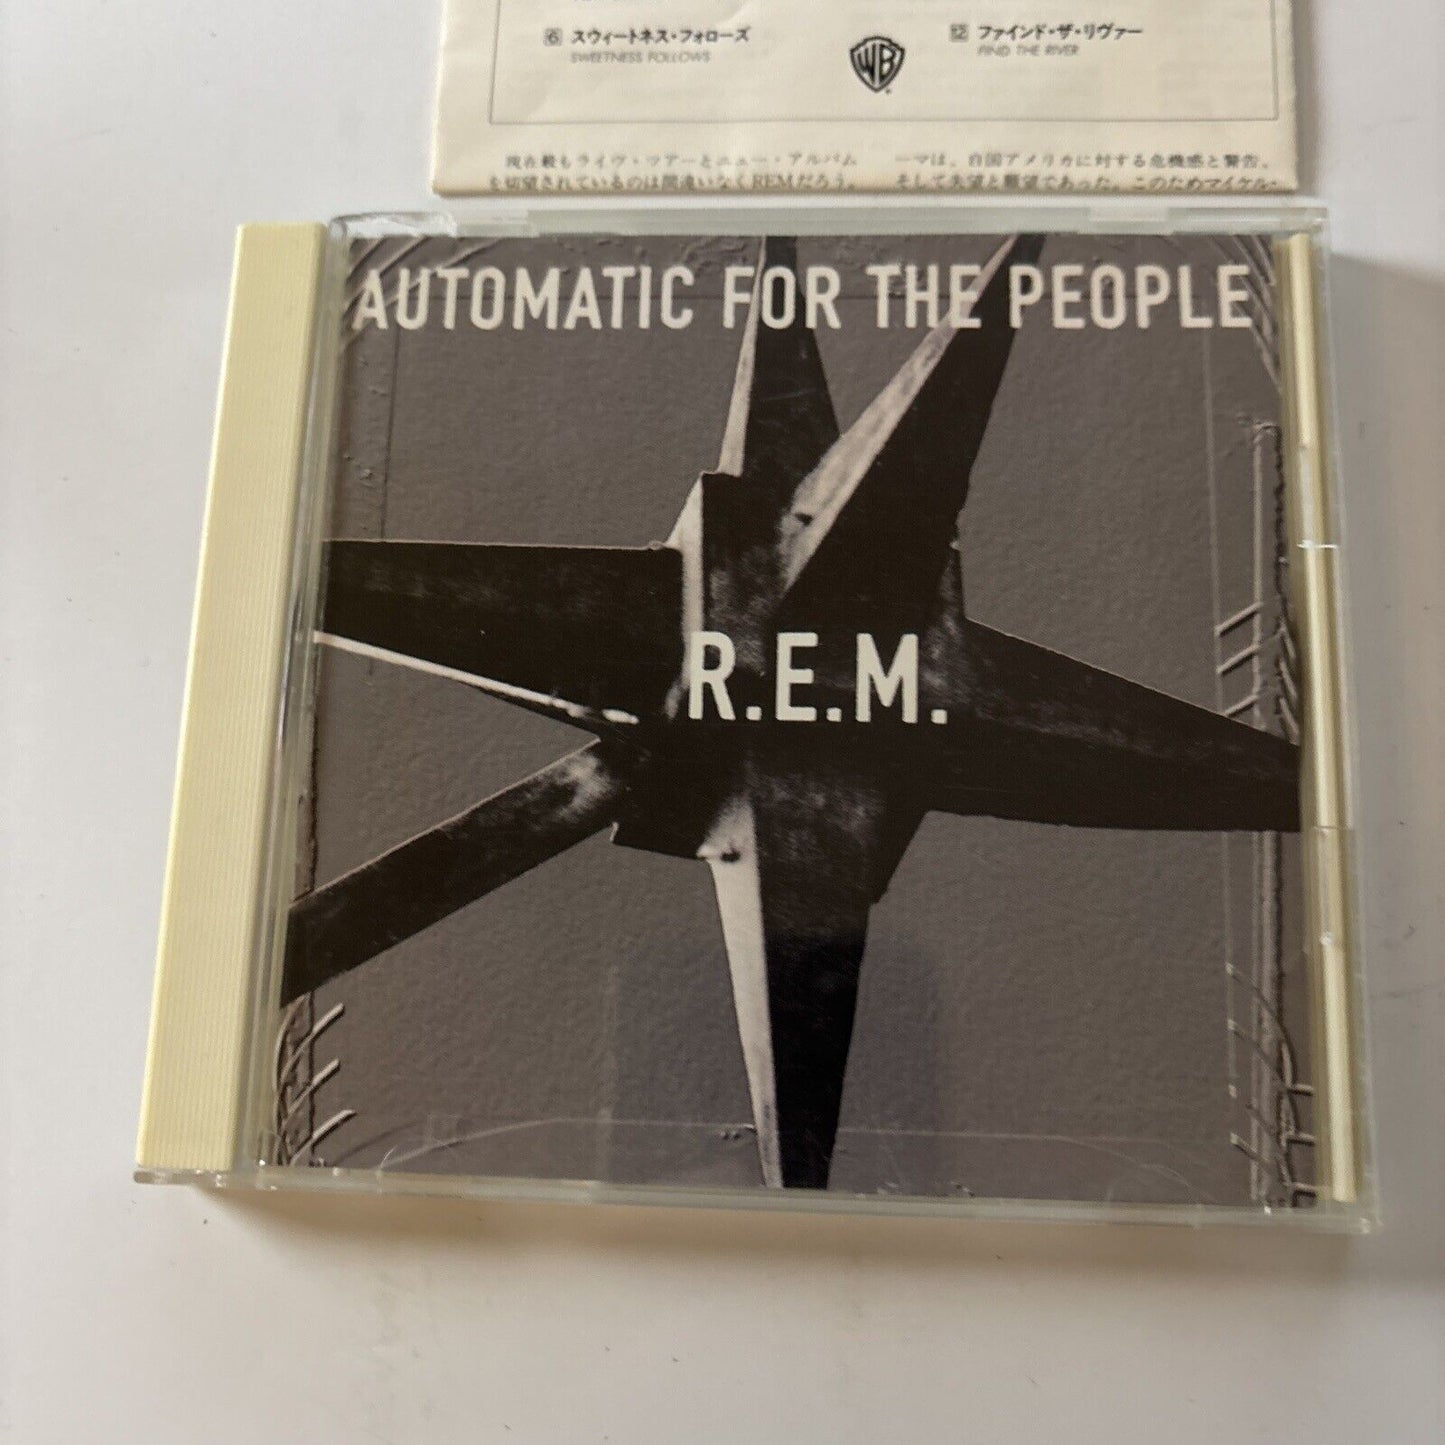 6 スウィートネス・フォローズ
SWEETNESS FOLLOWS
12 ファインド・ザ・リヴァー
FIND THE RIVER
WB
現在最もライヴ・ツアーとニュー・アルバム
を切望されているのは間違いなくREMだろう。
ーマは、自国アメリカに対する危機感と警告、
そして失望と願望であった。このためマイケル・
AUTOMATIC FOR THE PEOPLE
R.E.M.